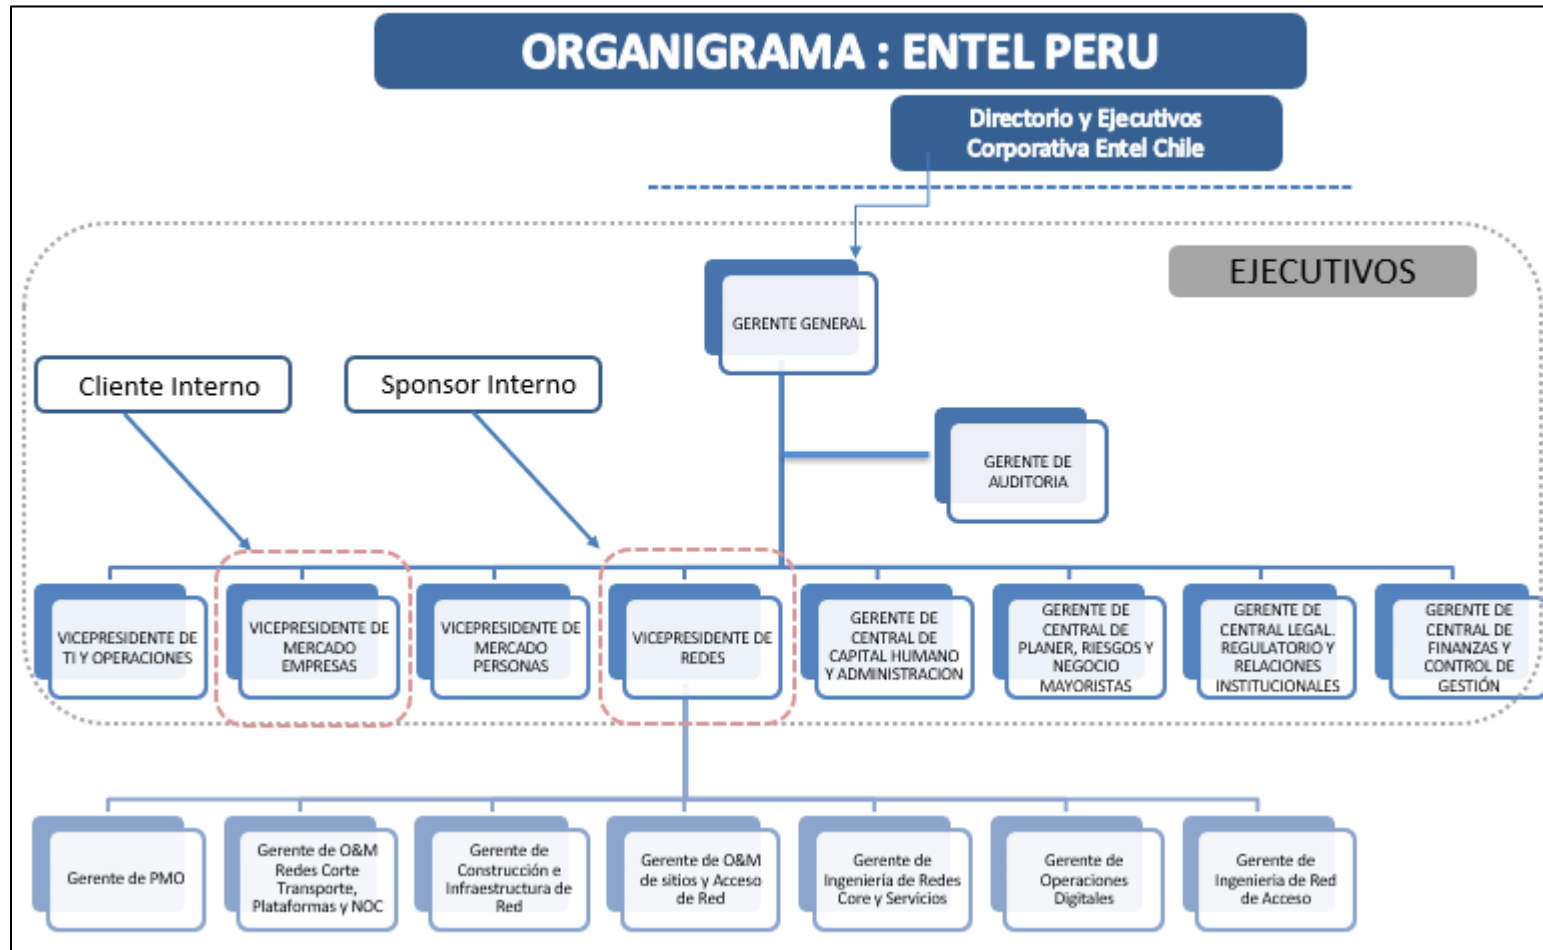 ORGANIGRAMA : ENTEL PERU
Directorio y Ejecutivos
Corporativa Entel Chile
EJECUTIVOS
GERENTE GENERAL
Cliente Interno
Sponsor Interno
GERENTE DE
AUDITORIA
VICEPRESIDENTE DE
TI Y OPERACIONES
VICEPRESIDENTE DE
MERCADO
EMPRESAS
VICEPRESIDENTE DE
MERCADO
PERSONAS
VICEPRESIDENTE DE
REDES
GERENTE DE
CENTRAL DE
CAPITAL HUMANO
Y ADMINISTRACION
GERENTE DE
CENTRAL DE
PLANER, RIESGOS Y
NEGOCIO
MAYORISTAS
GERENTE DE
CENTRAL LEGAL.
REGULATORIO Y
RELACIONES
INSTITUCIONALES
GERENTE DE
CENTRAL DE
FINANZAS Y
CONTROL DE
GESTIÓN
Gerente de PMO
Gerente de O&M
Redes Corte
Transporte,
Plataformas y NOC
Gerente de
Construcción e
Infraestructura de
Red
Gerente de O&M
de sitios y Acceso
de Red
Gerente de
Ingeniería de Redes
Core y Servicios
Gerente de
Operaciones
Digitales
Gerente de
Ingenieria de Red
de Acceso